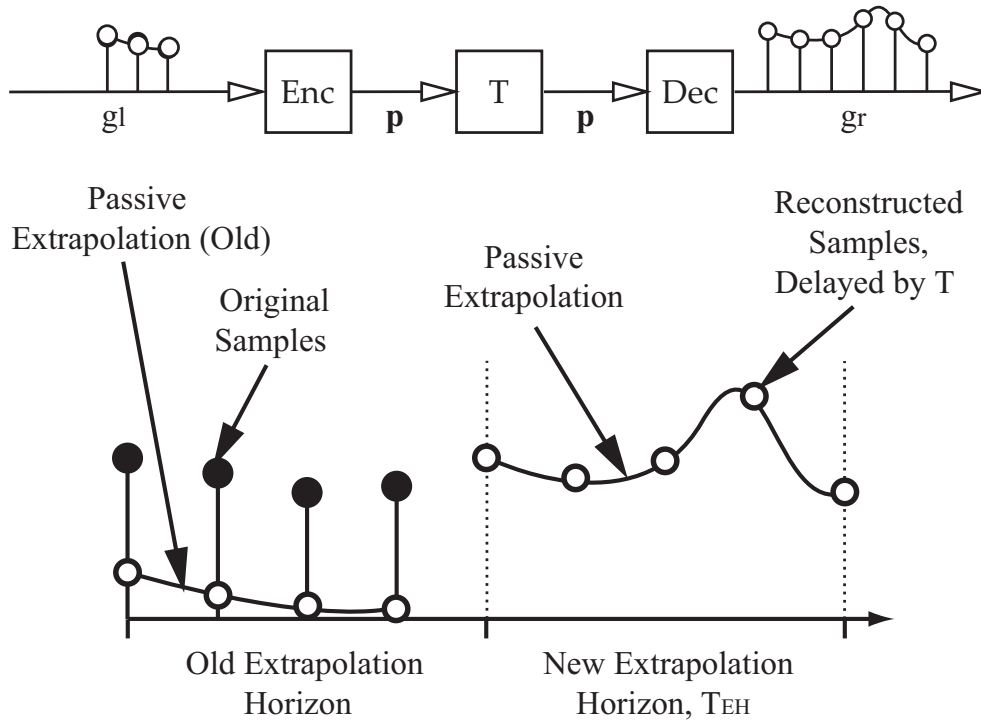 Enc
T
Dec
gl
p
p
gr
Passive
Extrapolation (Old)
Original
Samples
Passive
Extrapolation
Reconstructed
Samples,
Delayed by T
Old Extrapolation
Horizon
New Extrapolation
Horizon, TEH